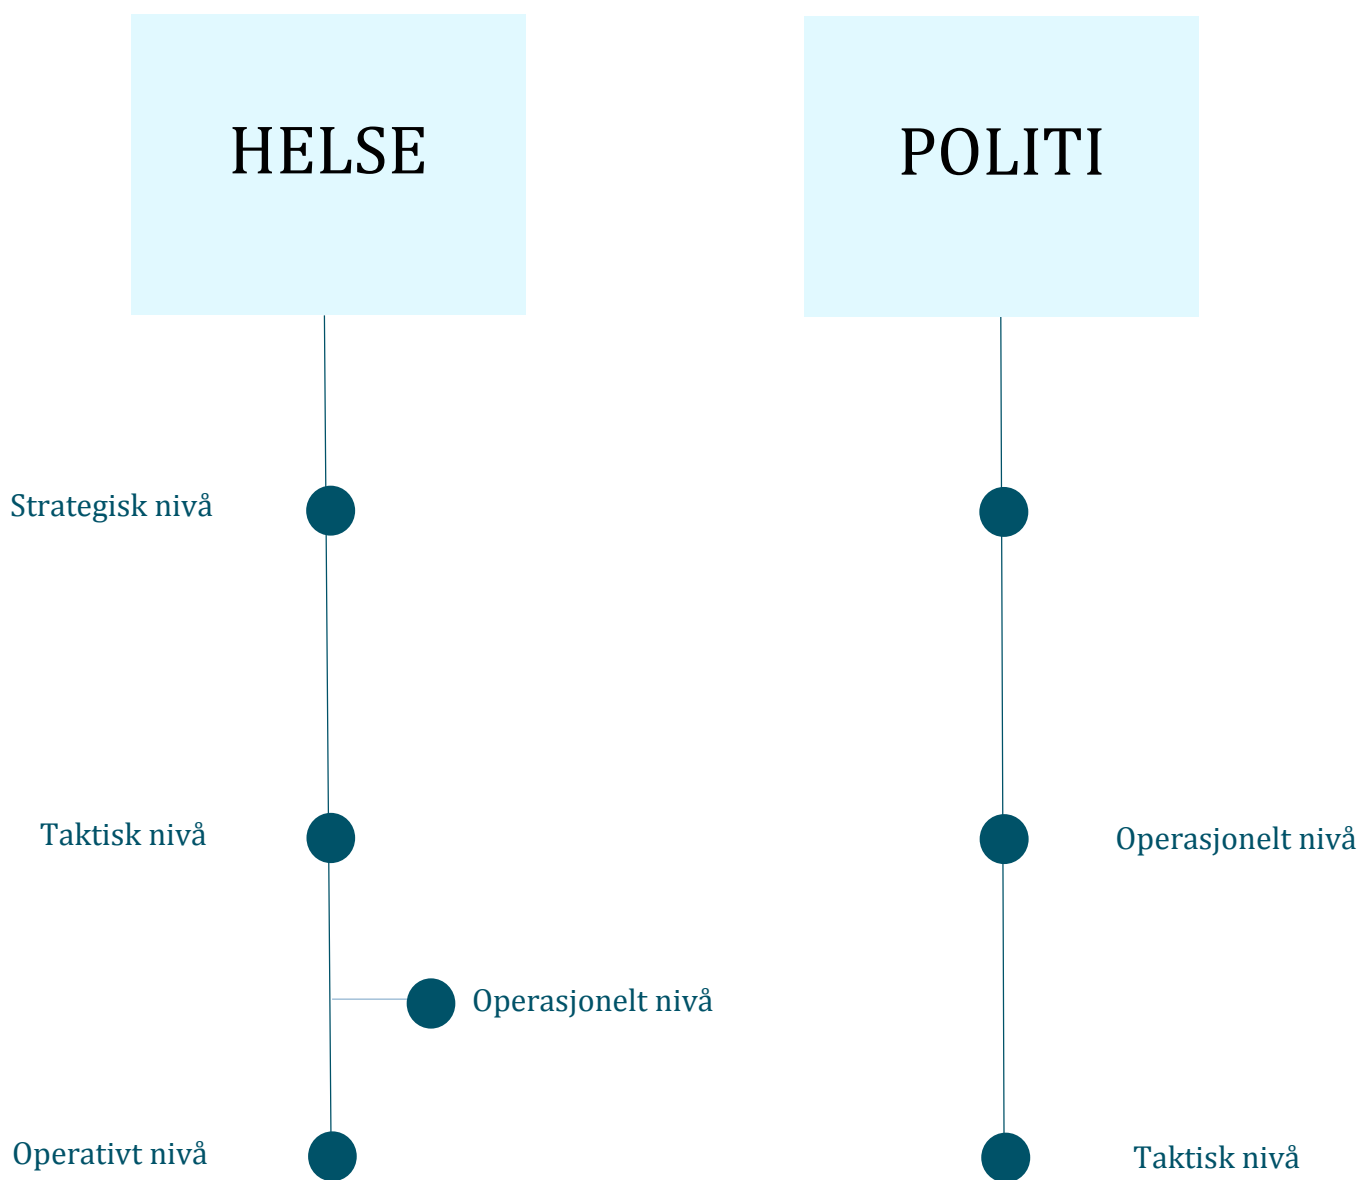 HELSE
POLITI
Strategisk nivå
Taktisk nivå
Operasjonelt nivå
Operasjonelt nivå
Operativt nivå
Taktisk nivå